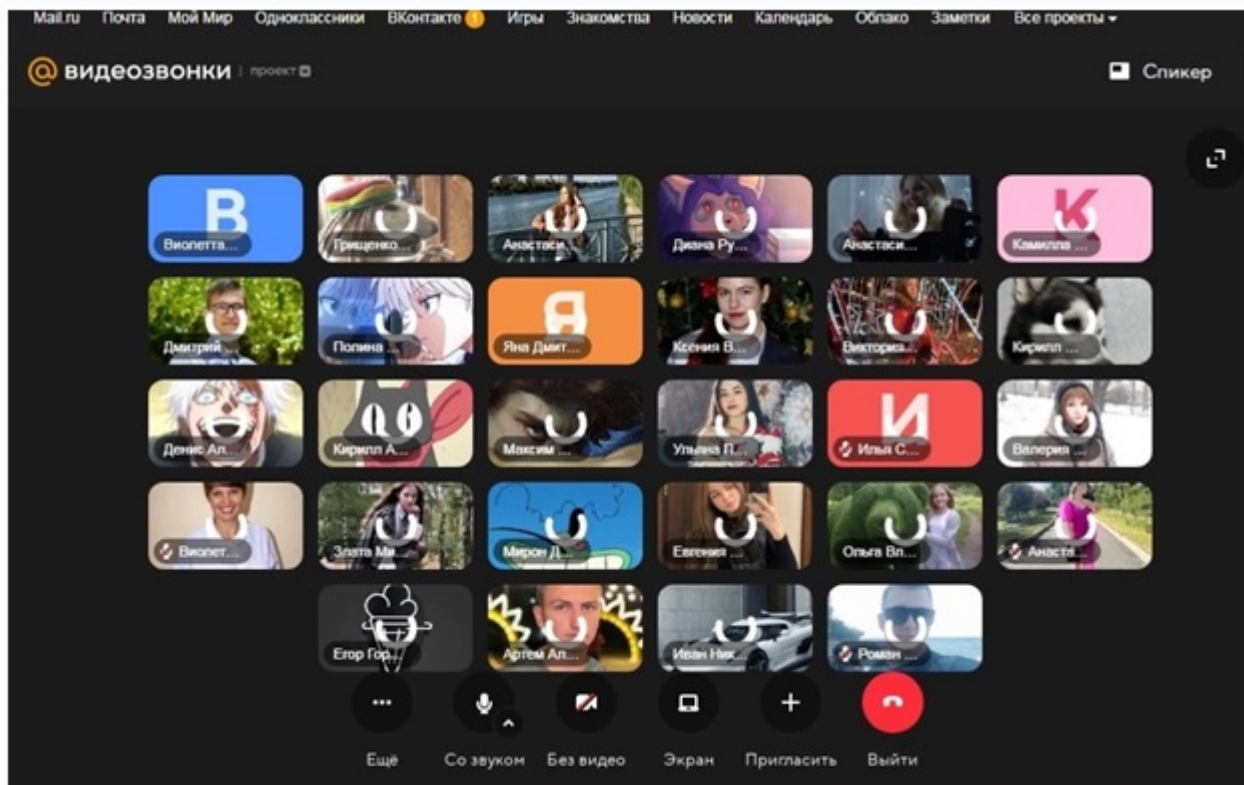 Mail.ru Почта Мой Мир Одноклассники ВКонтакте 1 Игры Знакомства Новости Календарь Облако Заметки Все проекты
@ видеозвонки | проект
Спикер
В К
Виолетта... Грищенко... Анастаси... Диана Ру... Анастаси... Камилла ...
Я
Дмитрий ... Полина ... Яна Дмит... Ксения В... Виктория... Кирилл ...
И
Денис Ал... Кирилл А... Максим ... Ульяна П... Илья С... Валерия ...
Виолет... Злата Ми... Мирон Д... Евгения ... Ольга Вл... Анаста...
Егор Гор... Артем Ал... Иван Ник... Роман ...
Ещё Со звуком Без видео Экран Пригласить Выйти